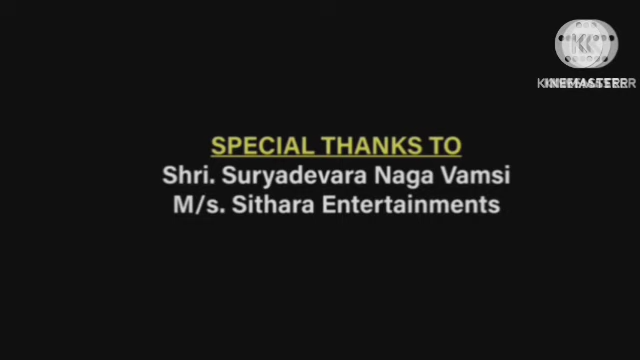 SPECIAL THANKS TO
Shri. Suryadevara Naga Vamsi
M/s. Sithara Entertainments